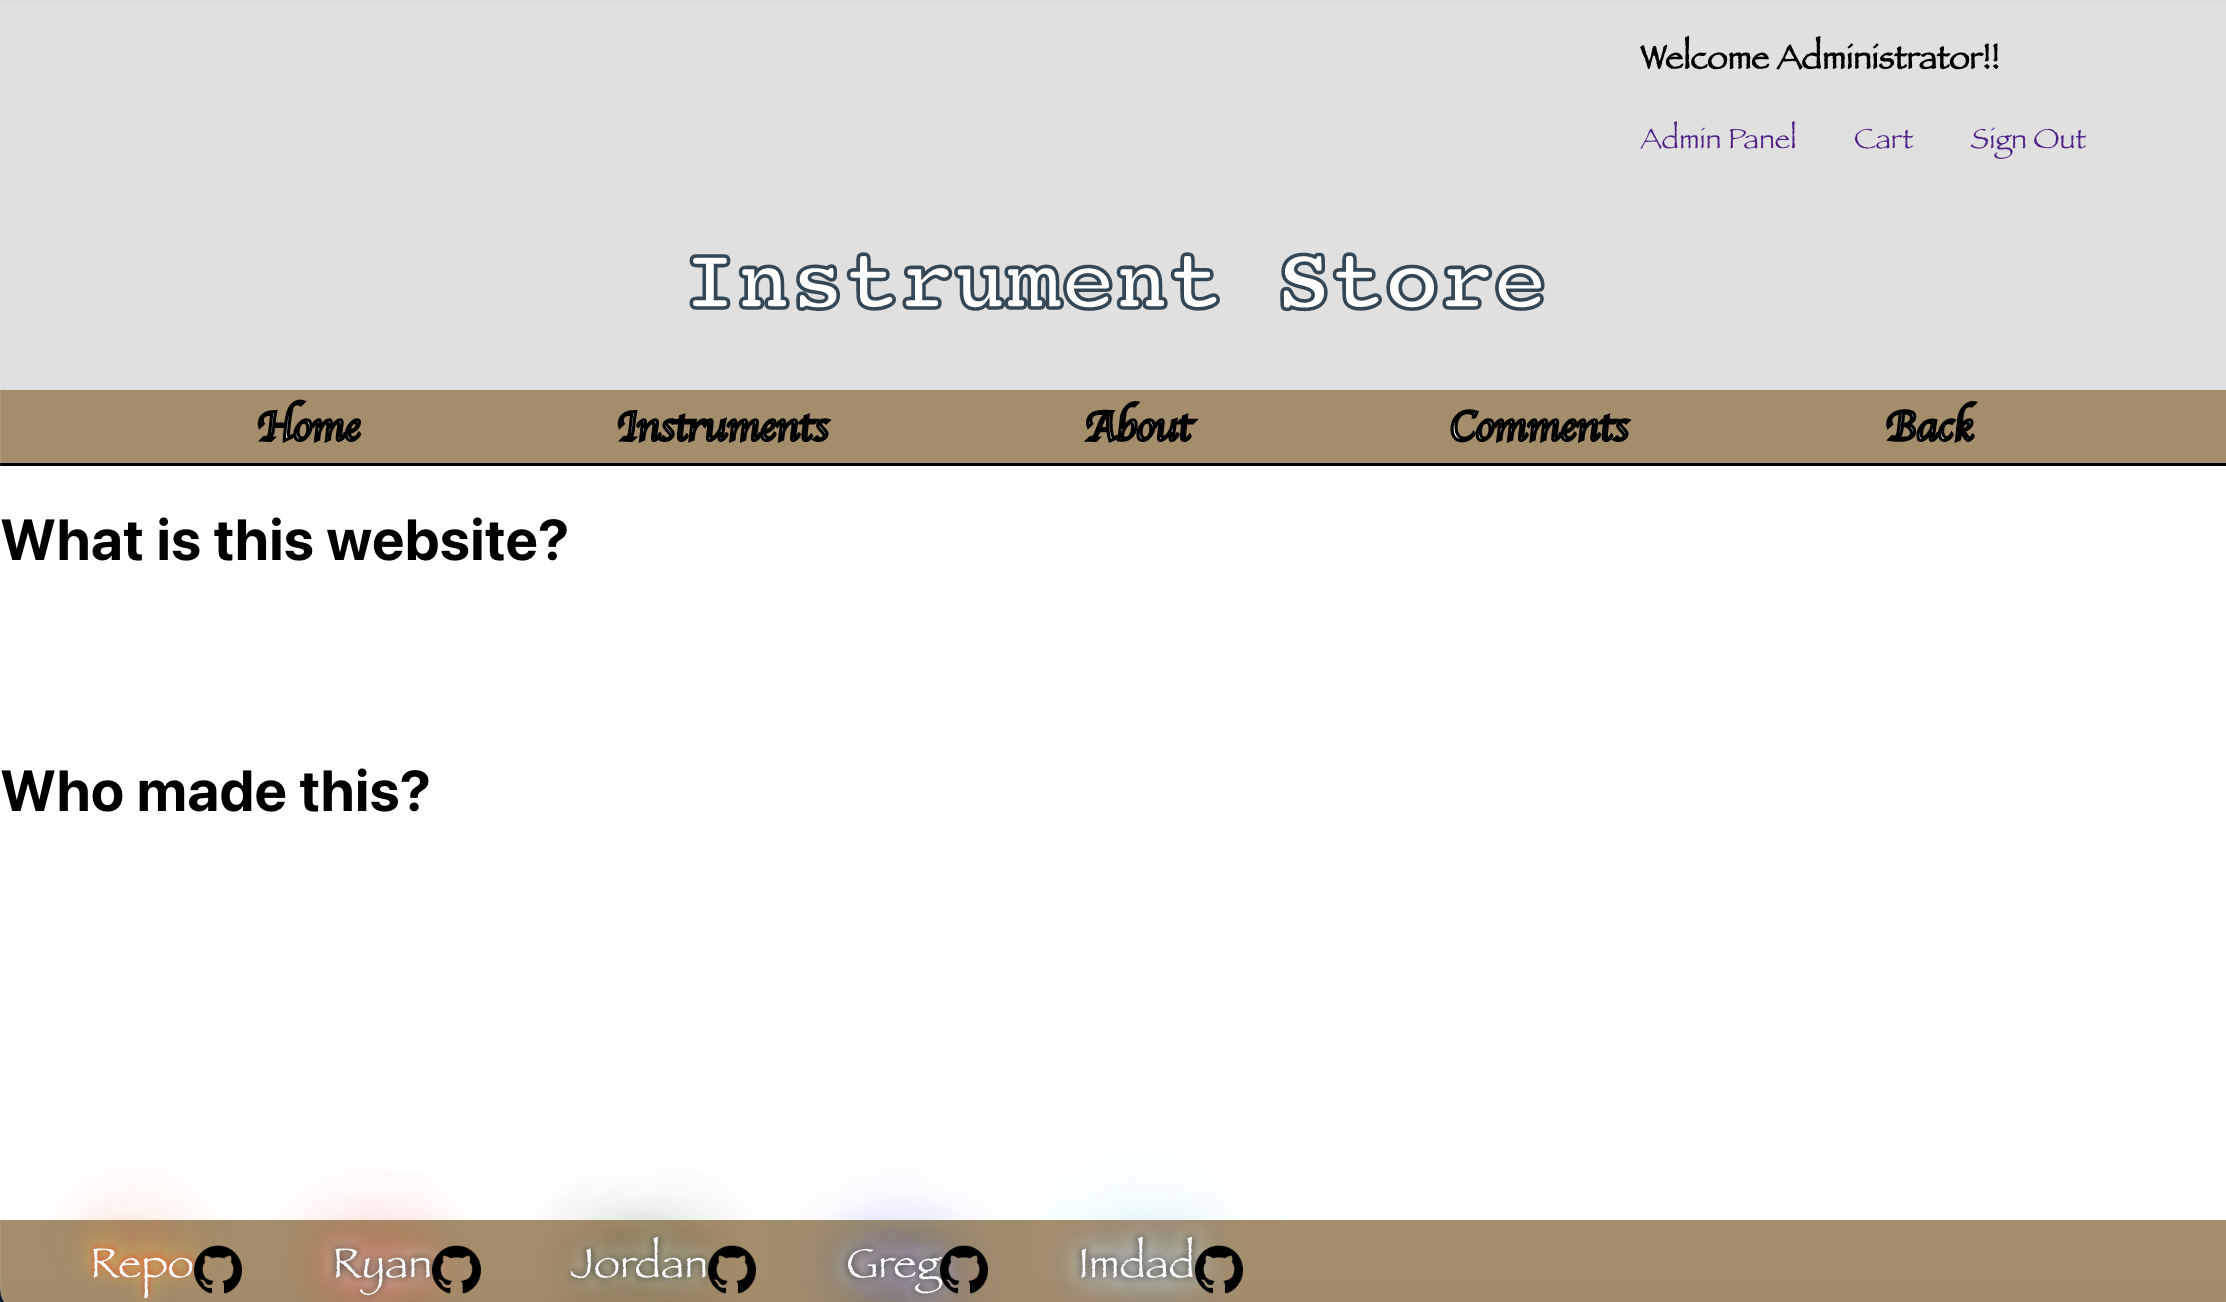 Welcome Administrator!!
Admin Panel Cart Sign Out
Instrument Store
Home Instruments About Comments Back
What is this website?
Who made this?
Repo Ryan Jordan Greg Imdad